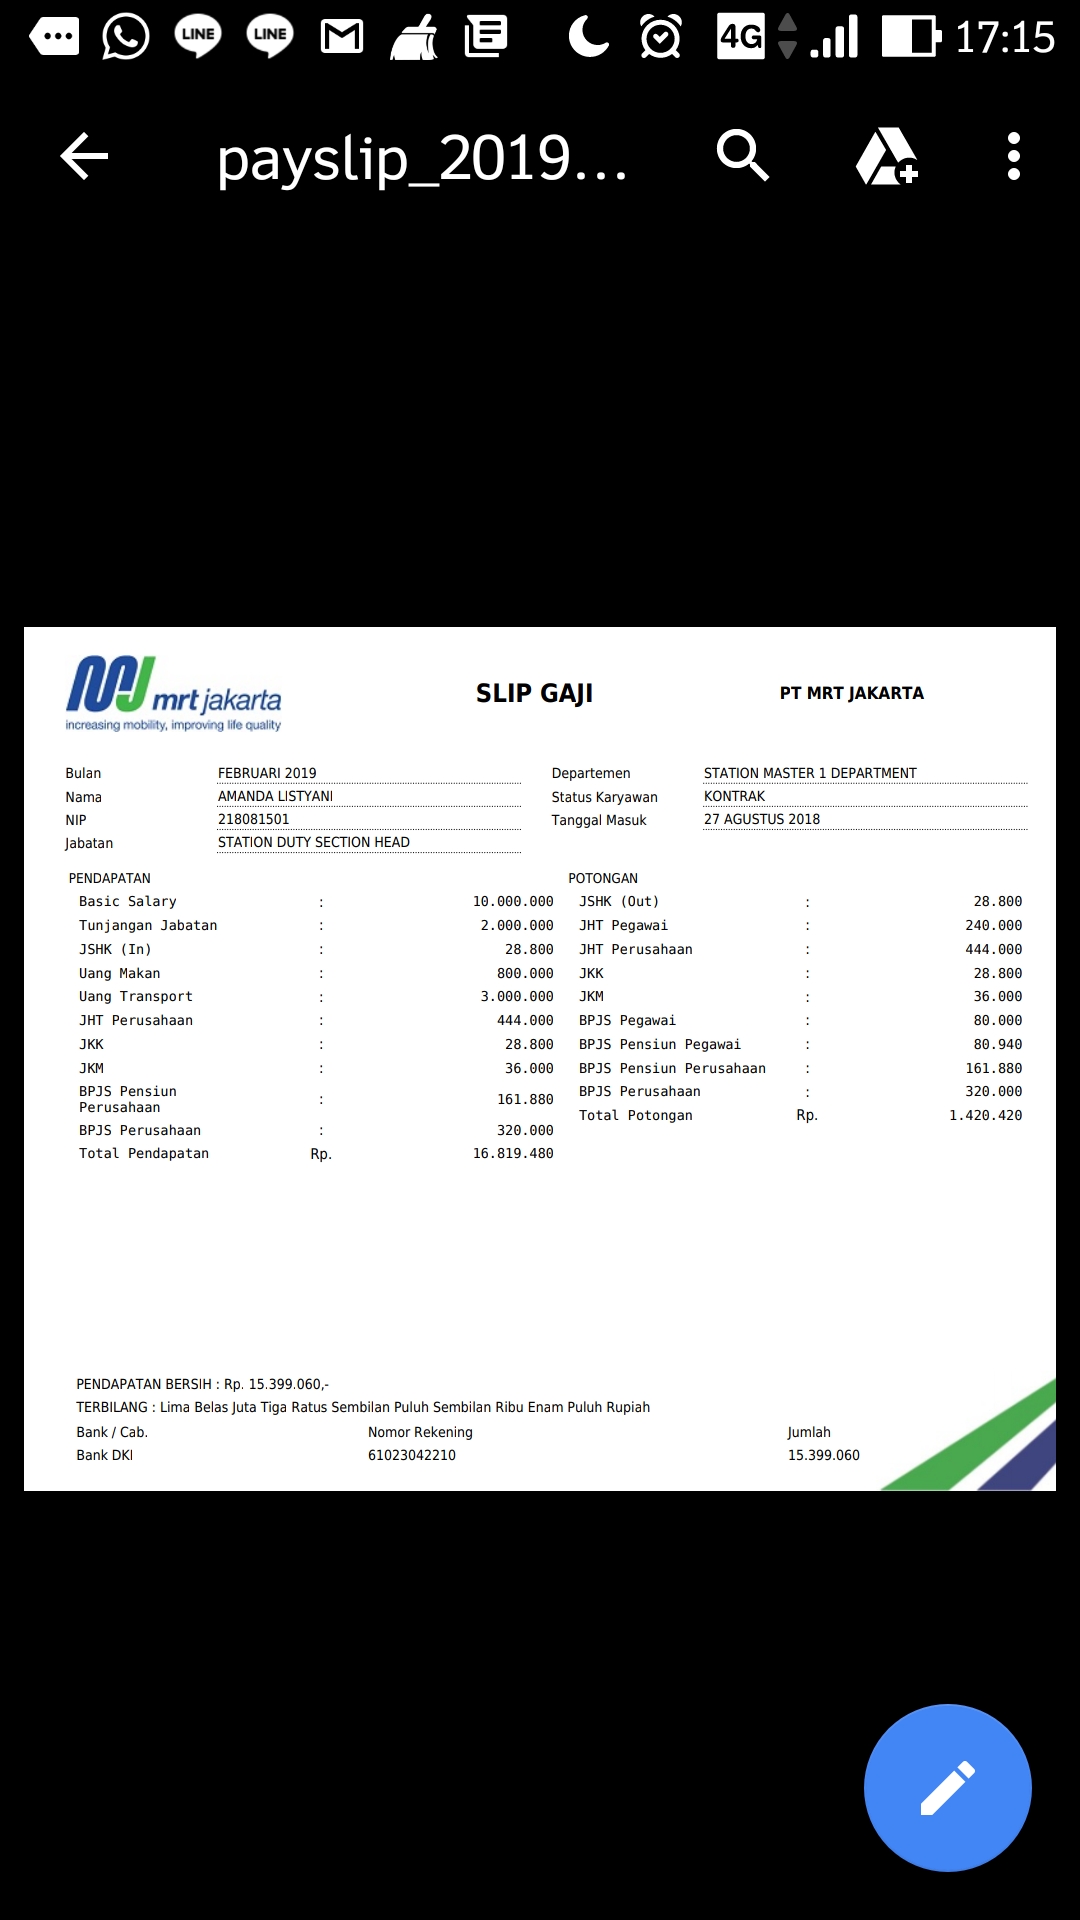 4G 17:15
LINE LINE
payslip_2019...
mrt jakarta
increasing mobility, improving life quality
SLIP GAJI
PT MRT JAKARTA
Bulan FEBRUARI 2019 Departemen STATION MASTER 1 DEPARTMENT
Nama AMANDA LISTYANI Status Karyawan KONTRAK
NIP 218081501 Tanggal Masuk 27 AGUSTUS 2018
Jabatan STATION DUTY SECTION HEAD
PENDAPATAN
Basic Salary : 10.000.000
Tunjangan Jabatan : 2.000.000
JSHK (In) : 28.800
Uang Makan : 800.000
Uang Transport : 3.000.000
JHT Perusahaan : 444.000
JKK : 28.800
JKM : 36.000
BPJS Pensiun
Perusahaan : 161.880
BPJS Perusahaan : 320.000
Total Pendapatan Rp. 16.819.480
POTONGAN
JSHK (Out) : 28.800
JHT Pegawai : 240.000
JHT Perusahaan : 444.000
JKK : 28.800
JKM : 36.000
BPJS Pegawai : 80.000
BPJS Pensiun Pegawai : 80.940
BPJS Pensiun Perusahaan : 161.880
BPJS Perusahaan : 320.000
Total Potongan Rp. 1.420.420
PENDAPATAN BERSIH : Rp. 15.399.060,-
TERBILANG : Lima Belas Juta Tiga Ratus Sembilan Puluh Sembilan Ribu Enam Puluh Rupiah
Bank / Cab. Nomor Rekening Jumlah
Bank DKI 61023042210 15.399.060